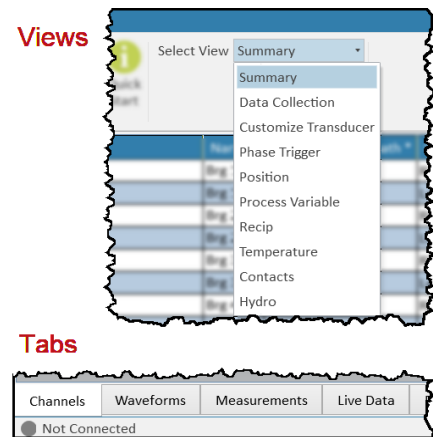 Views
Select View Summary
Summary
Data Collection
Customize Transducer
Phase Trigger
Position
Process Variable
Recip
Temperature
Contacts
Hydro
Tabs
Channels Waveforms Measurements Live Data
Not Connected